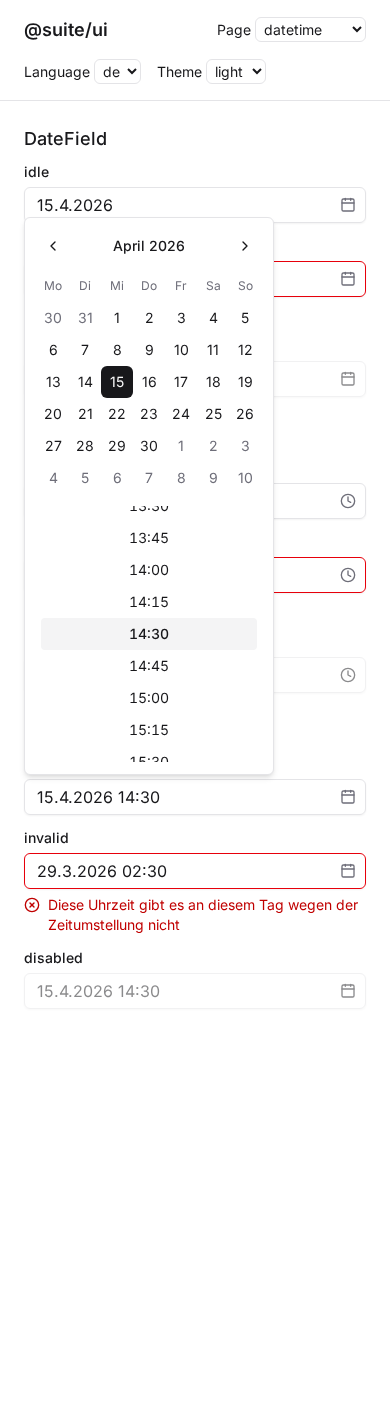 @suite/ui
Page datetime
Language de Theme light
DateField
idle
15.4.2026
April 2026
Mo Di Mi Do Fr Sa So
30 31 1 2 3 4 5
6 7 8 9 10 11 12
13 14 15 16 17 18 19
20 21 22 23 24 25 26
27 28 29 30 1 2 3
4 5 6 7 8 9 10
13:30
13:45
14:00
14:15
14:30
14:45
15:00
15:15
15:30
15.4.2026 14:30
invalid
29.3.2026 02:30
Diese Uhrzeit gibt es an diesem Tag wegen der
Zeitumstellung nicht
disabled
15.4.2026 14:30